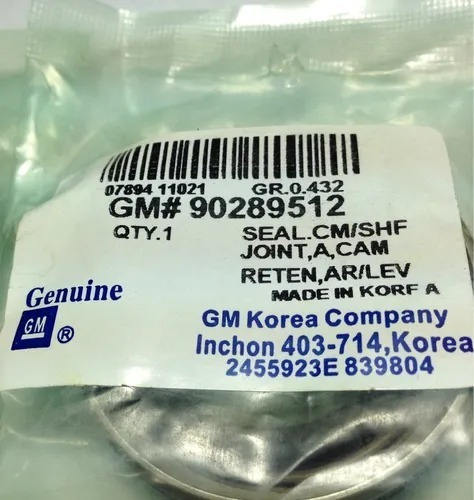 07894 11021 GR.0.432
GM# 90289512
QTY.1 SEAL.CM/SHF
JOINT,A,CAM
RETEN,AR/LEV
MADE IN KORF A
Genuine
GM ®
GM Korea Company
Inchon 403-714,Korea
2455923E 839804